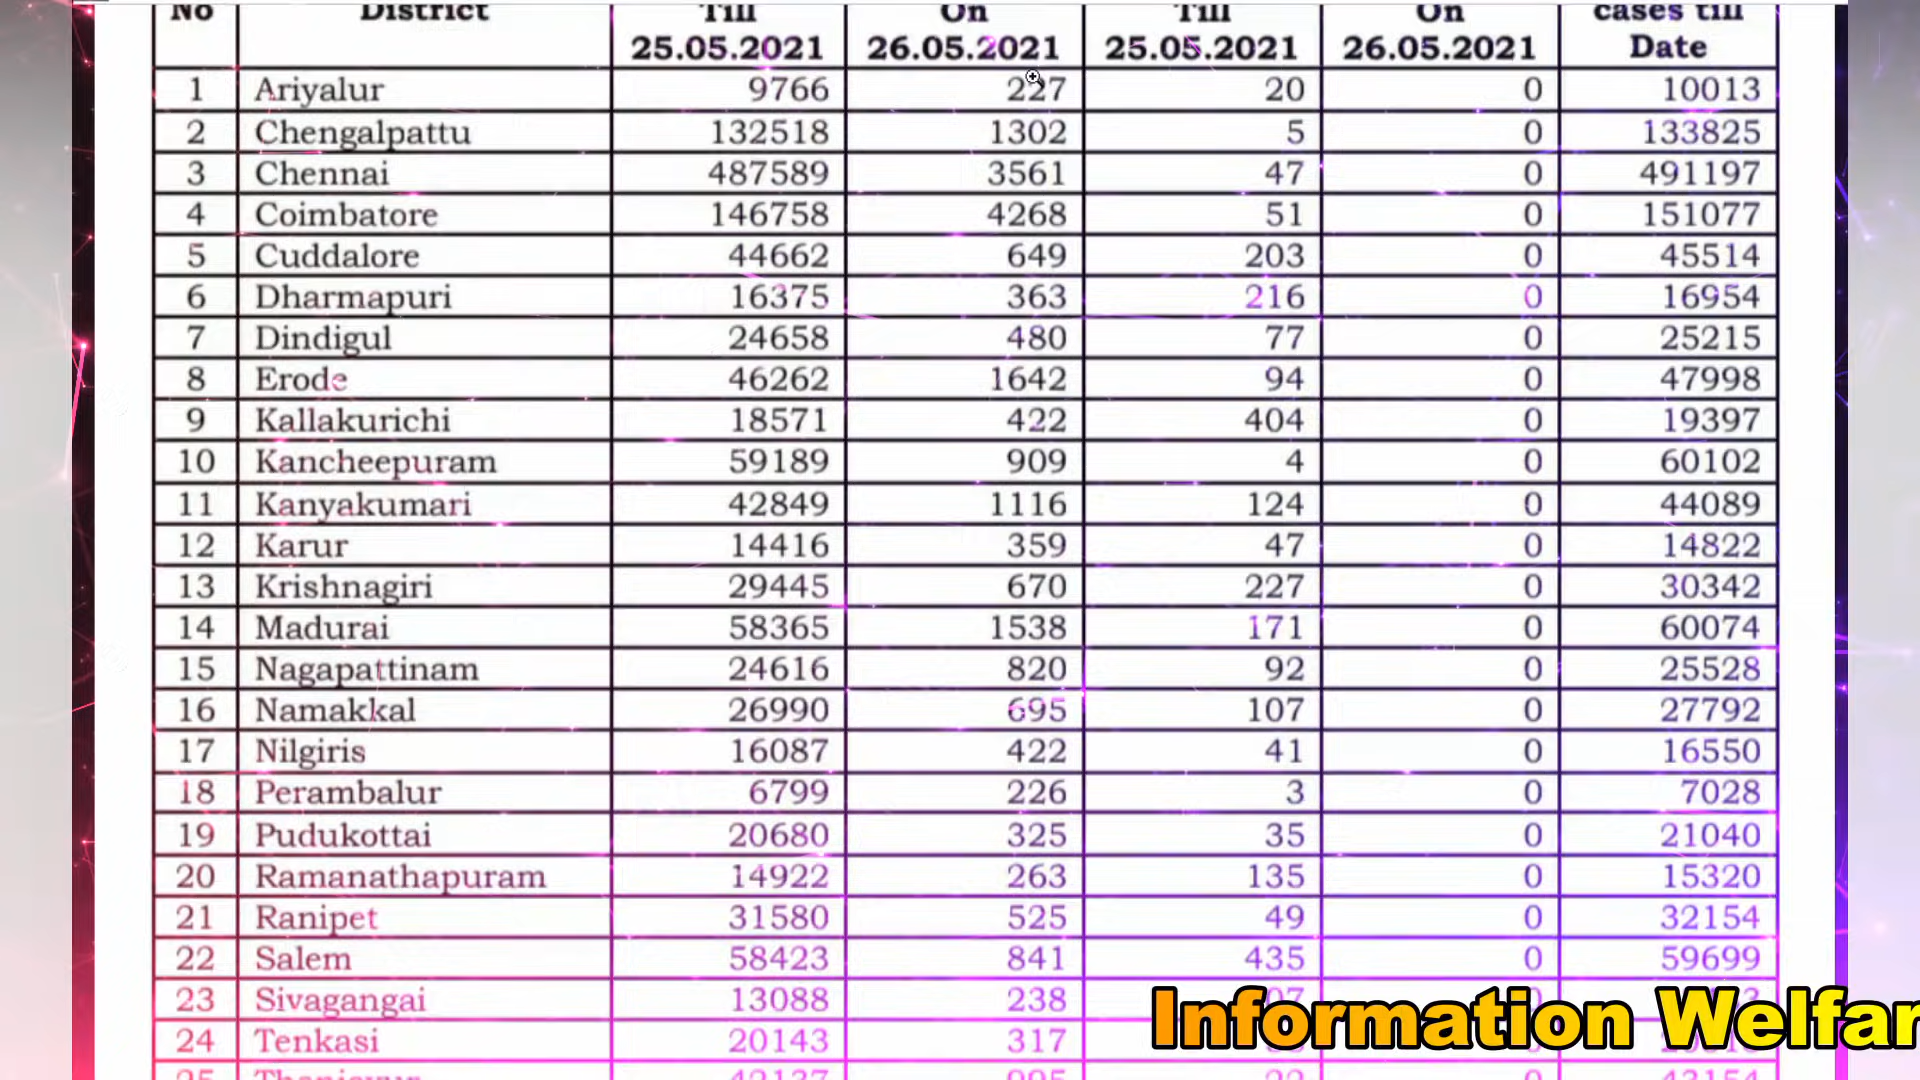 No District Till On Till On cases till
25.05.2021 26.05.2021 25.05.2021 26.05.2021 Date
1 Ariyalur 9766 227 20 0 10013
2 Chengalpattu 132518 1302 5 0 133825
3 Chennai 487589 3561 47 0 491197
4 Coimbatore 146758 4268 51 0 151077
5 Cuddalore 44662 649 203 0 45514
6 Dharmapuri 16375 363 216 0 16954
7 Dindigul 24658 480 77 0 25215
8 Erode 46262 1642 94 0 47998
9 Kallakurichi 18571 422 404 0 19397
10 Kancheepuram 59189 909 4 0 60102
11 Kanyakumari 42849 1116 124 0 44089
12 Karur 14416 359 47 0 14822
13 Krishnagiri 29445 670 227 0 30342
14 Madurai 58365 1538 171 0 60074
15 Nagapattinam 24616 820 92 0 25528
16 Namakkal 26990 695 107 0 27792
17 Nilgiris 16087 422 41 0 16550
18 Perambalur 6799 226 3 0 7028
19 Pudukottai 20680 325 35 0 21040
20 Ramanathapuram 14922 263 135 0 15320
21 Ranipet 31580 525 49 0 32154
22 Salem 58423 841 435 0 59699
23 Sivagangai 13088 238
24 Tenkasi 20143 317
Information Welfar